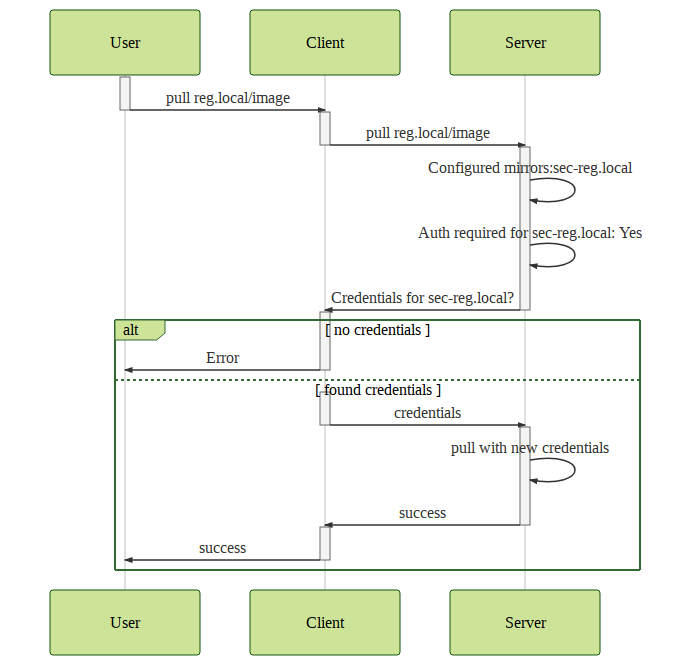 User
Client
Server
pull reg.local/image
pull reg.local/image
Configured mirrors:sec-reg.local
Auth required for sec-reg.local: Yes
Credentials for sec-reg.local?
alt
[ no credentials ]
Error
[ found credentials ]
credentials
pull with new credentials
success
success
User
Client
Server